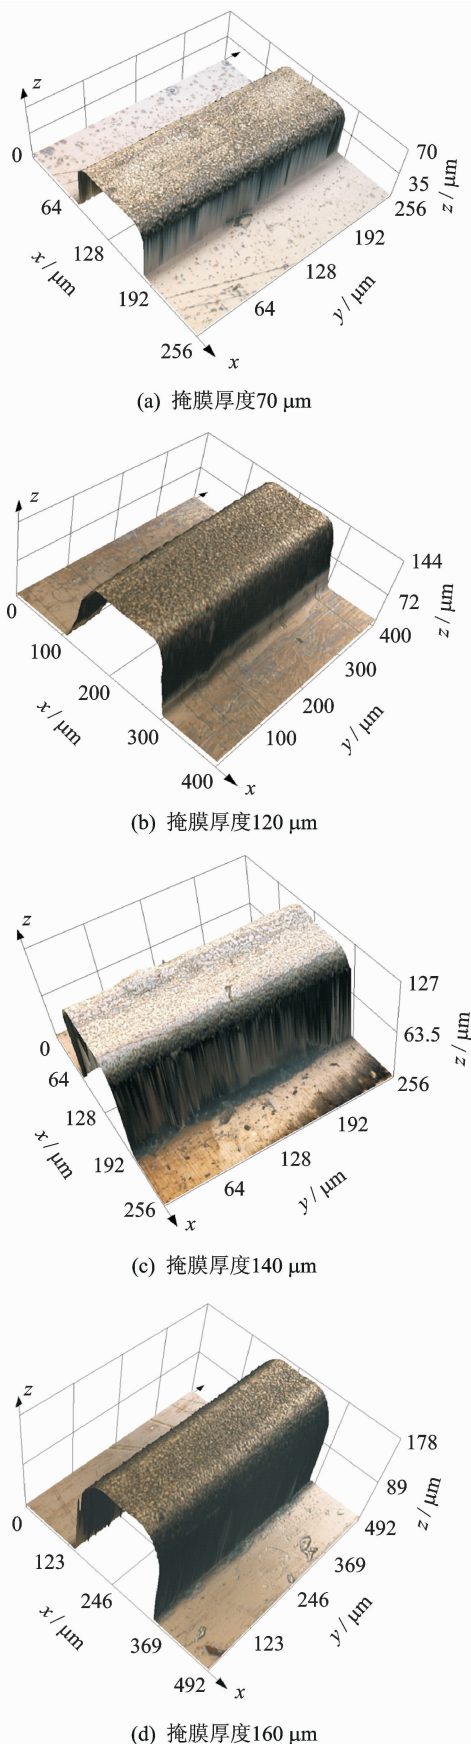 z
0
64
128
192
256
x / μm
x
64
128
192
256
y / μm
70
35
z / μm
(a) 掩膜厚度70 μm
z
0
100
200
300
400
x / μm
x
100
200
300
400
y / μm
144
72
z / μm
(b) 掩膜厚度120 μm
z
0
64
128
192
256
x / μm
x
64
128
192
256
y / μm
127
63.5
z / μm
(c) 掩膜厚度140 μm
z
0
123
246
369
492
x / μm
x
123
246
369
492
y / μm
178
89
z / μm
(d) 掩膜厚度160 μm